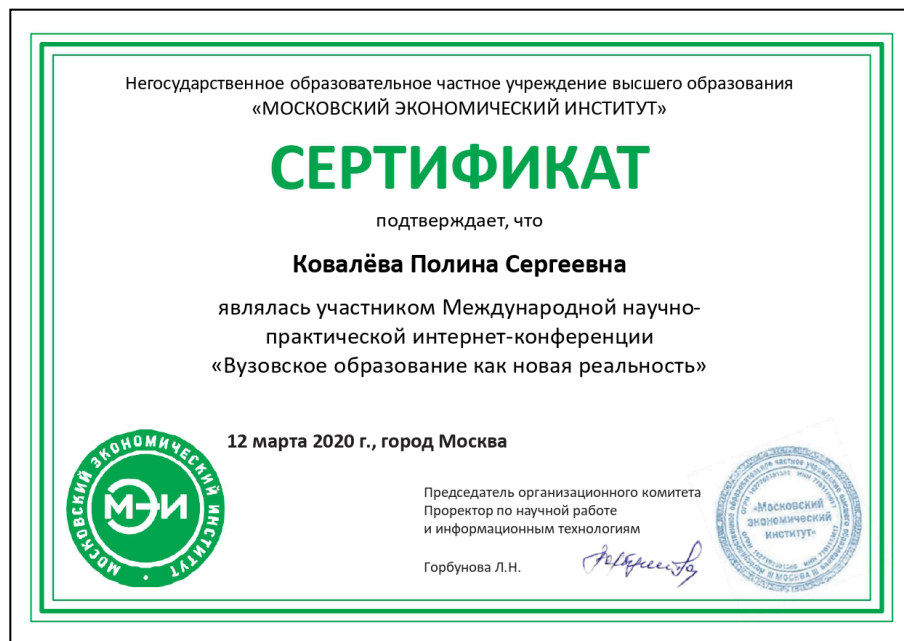 Негосударственное образовательное частное учреждение высшего образования
«МОСКОВСКИЙ ЭКОНОМИЧЕСКИЙ ИНСТИТУТ»
СЕРТИФИКАТ
подтверждает, что
Ковалёва Полина Сергеевна
являлась участником Международной научно-
практической интернет-конференции
«Вузовское образование как новая реальность»
12 марта 2020 г., город Москва
МОСКОВСКИЙ ЭКОНОМИЧЕСКИЙ ИНСТИТУТ
МЭИ
Председатель организационного комитета
Проректор по научной работе
и информационным технологиям
Горбунова Л.Н.
«Московский
экономический
институт»
МОСКВА